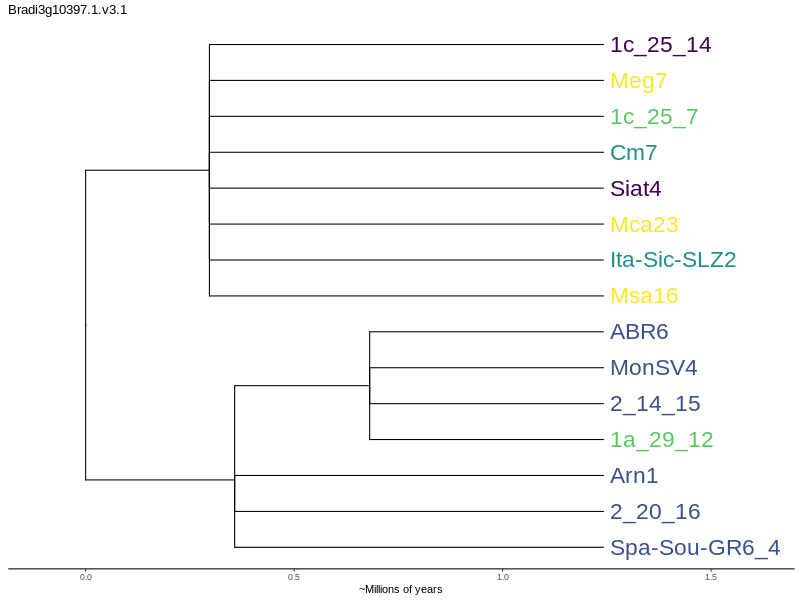 Bradi3g10397.1.v3.1
1c_25_14
Meg7
1c_25_7
Cm7
Siat4
Mca23
Ita-Sic-SLZ2
Msa16
ABR6
MonSV4
2_14_15
1a_29_12
Arn1
2_20_16
Spa-Sou-GR6_4
0.0 0.5 1.0 1.5
~Millions of years